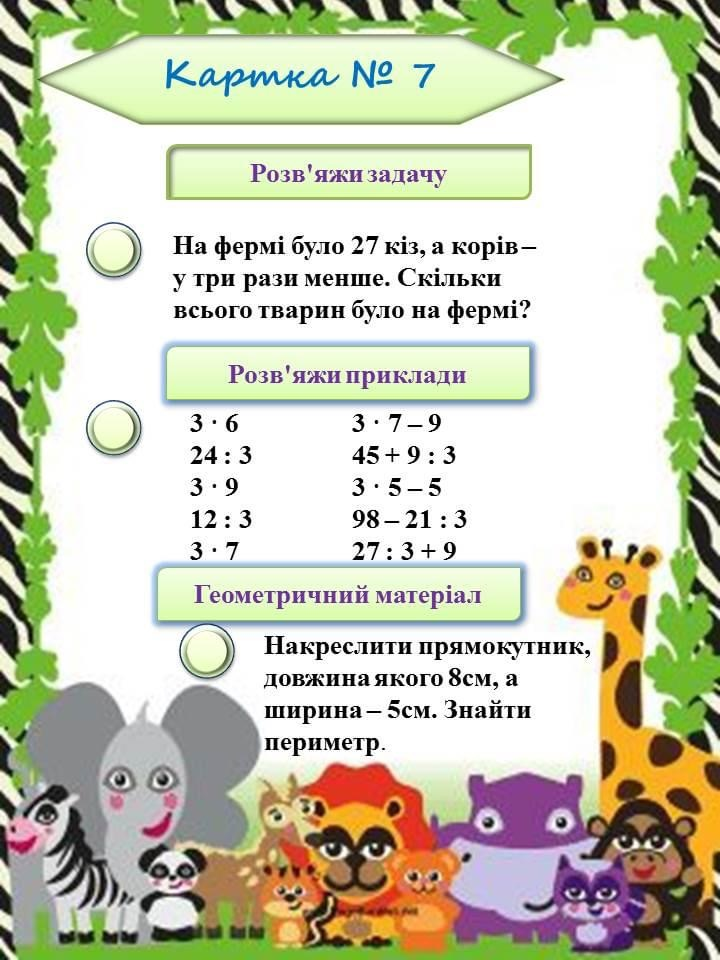 Картка № 7
Розв'яжи задачу
На фермі було 27 кіз, а корів –
у три рази менше. Скільки
всього тварин було на фермі?
Розв'яжи приклади
3 · 6
24 : 3
3 · 9
12 : 3
3 · 7
3 · 7 – 9
45 + 9 : 3
3 · 5 – 5
98 – 21 : 3
27 : 3 + 9
Геометричний матеріал
Накреслити прямокутник,
довжина якого 8см, а
ширина – 5см. Знайти
периметр.